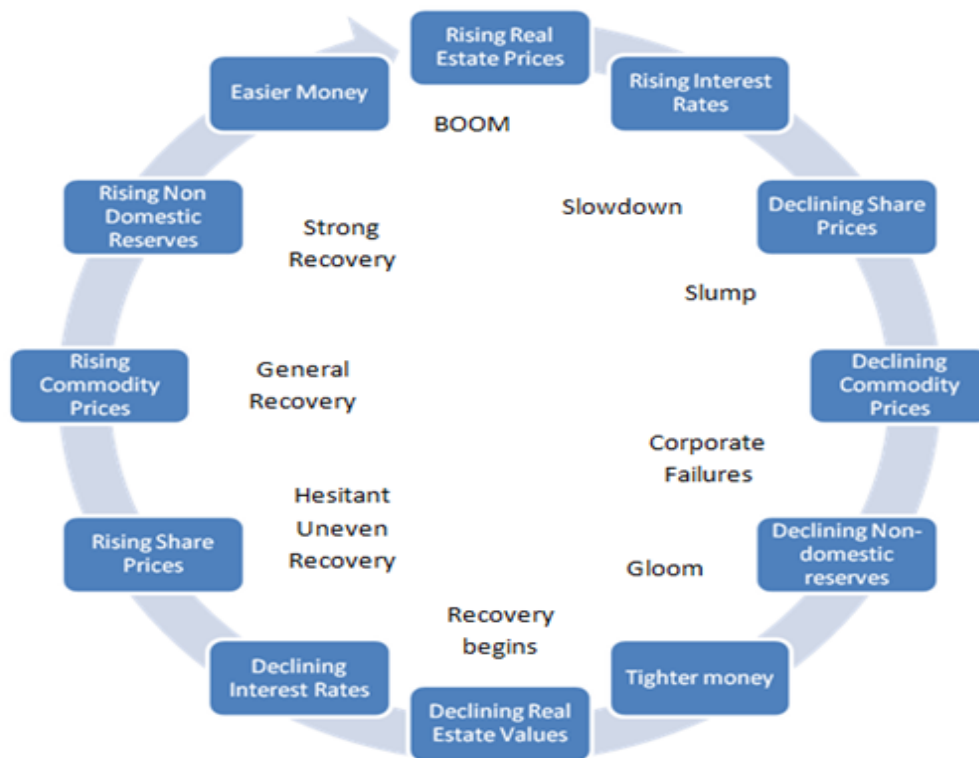 Rising Real
Estate Prices
Rising Interest
Rates
Declining Share
Prices
Declining
Commodity
Prices
Declining Non-
domestic
reserves
Tighter money
Declining Real
Estate Values
Declining
Interest Rates
Rising Share
Prices
Rising
Commodity
Prices
Rising Non
Domestic
Reserves
Easier Money
BOOM
Slowdown
Slump
Corporate
Failures
Gloom
Recovery
begins
Hesitant
Uneven
Recovery
General
Recovery
Strong
Recovery